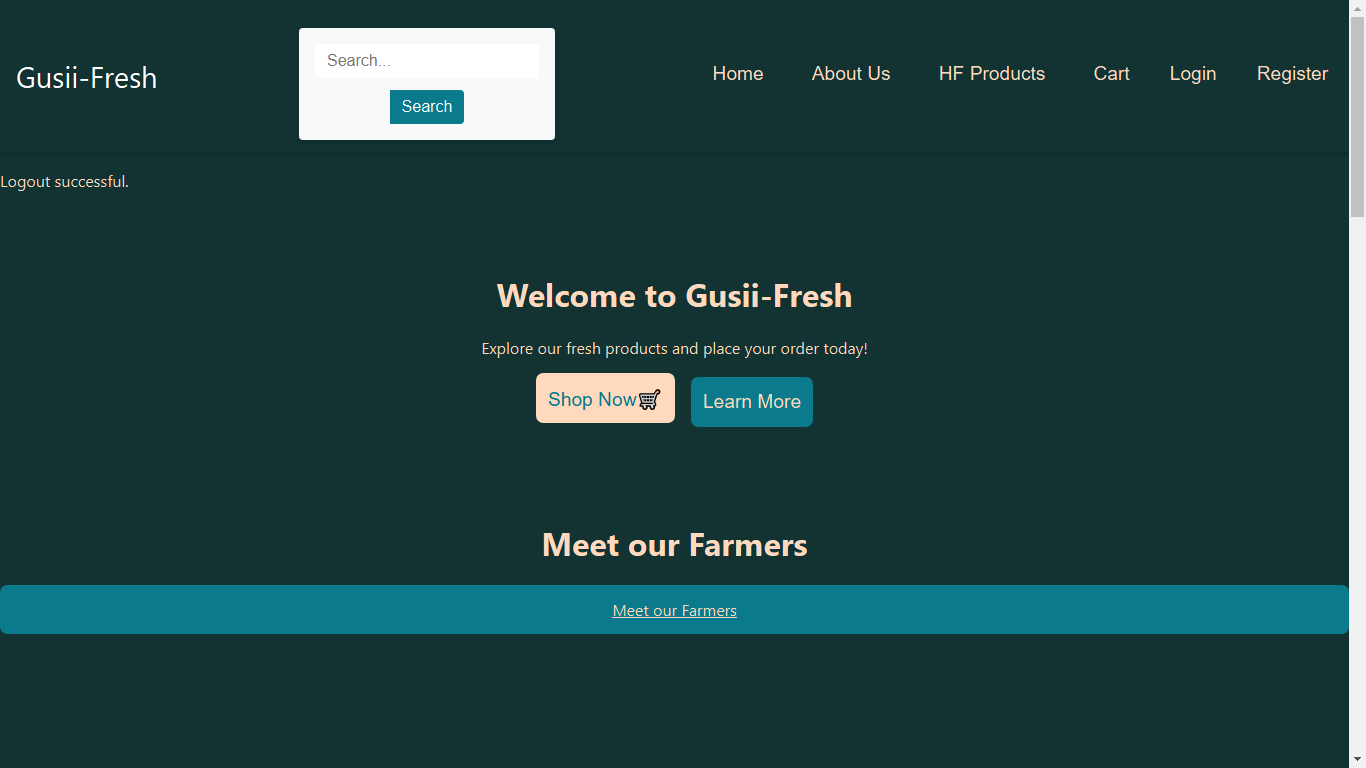 Gusii-Fresh
Search...
Search
Home About Us HF Products Cart Login Register
Logout successful.
Welcome to Gusii-Fresh
Explore our fresh products and place your order today!
Shop Now Learn More
Meet our Farmers
Meet our Farmers